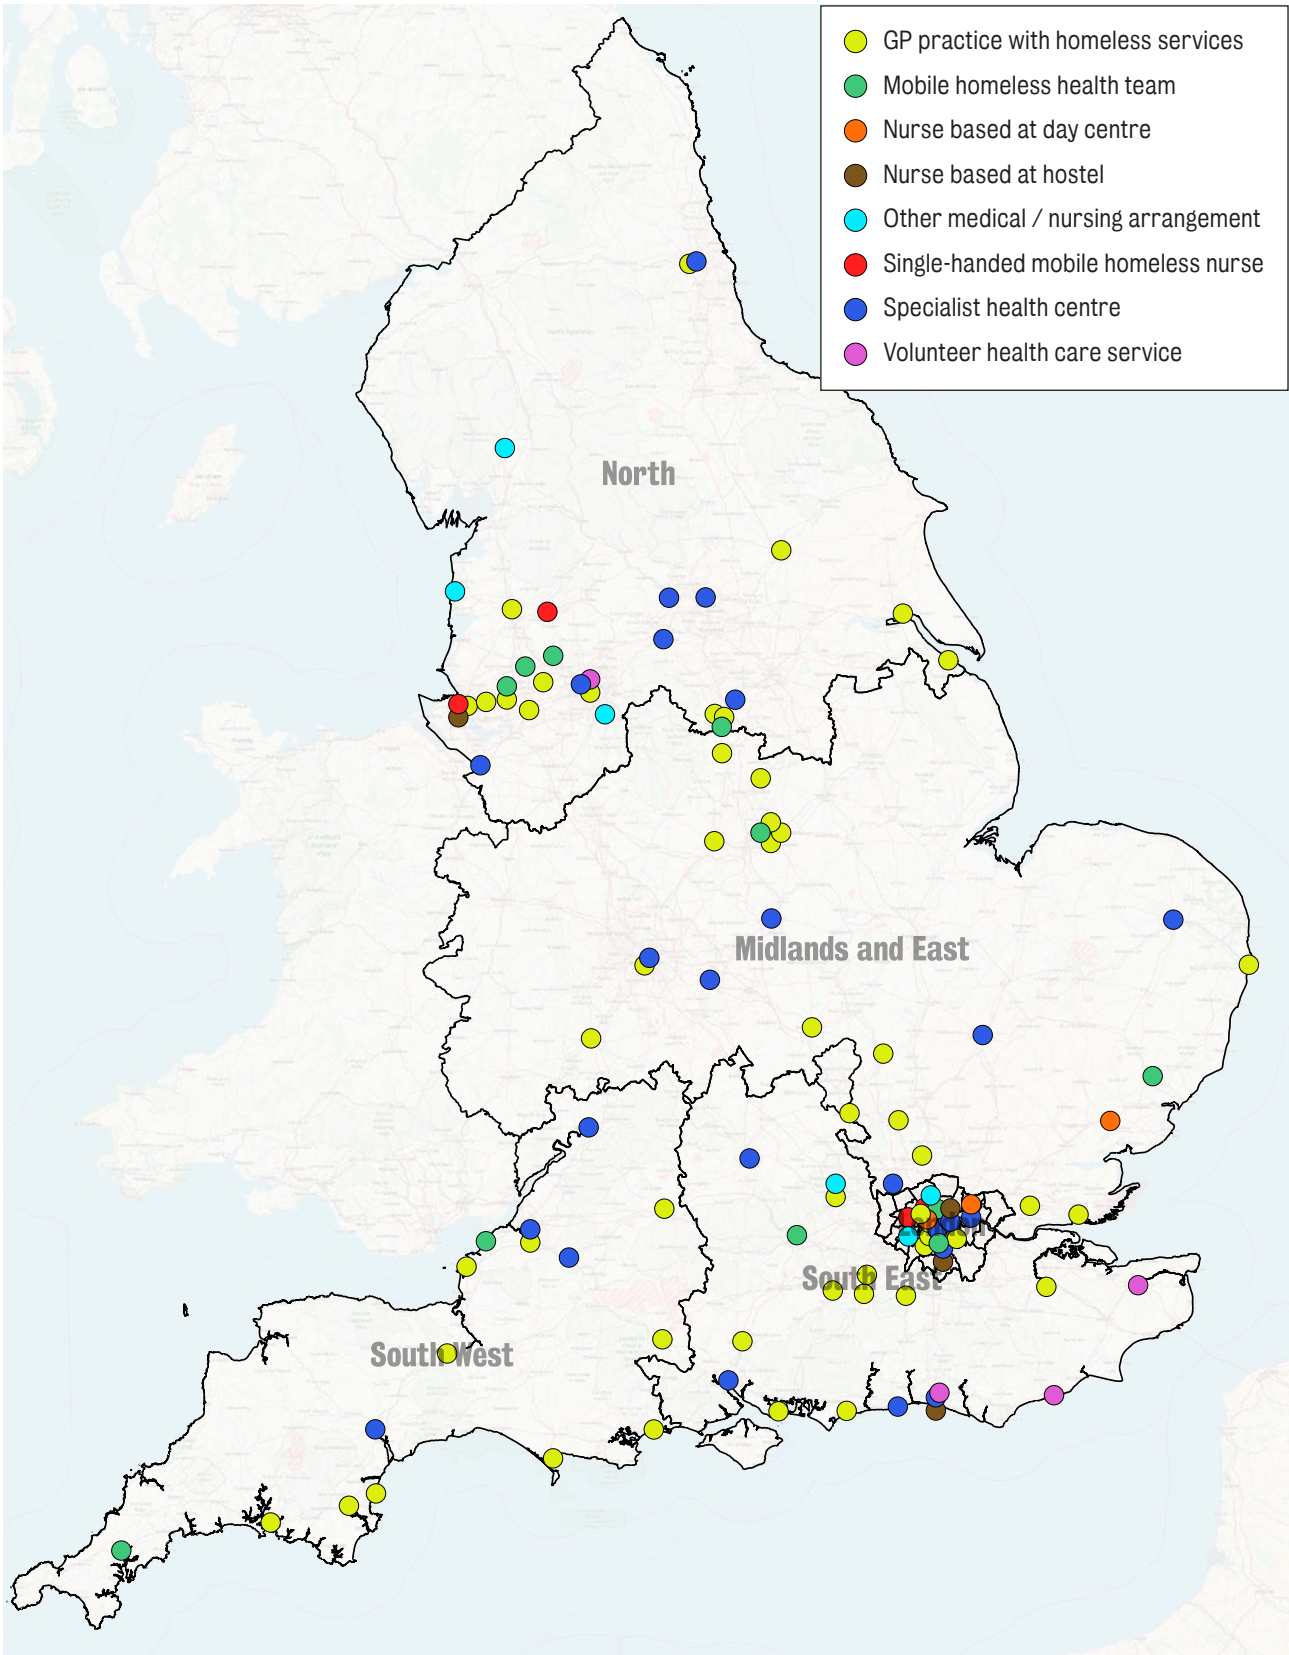 GP practice with homeless services
Mobile homeless health team
Nurse based at day centre
Nurse based at hostel
Other medical / nursing arrangement
Single-handed mobile homeless nurse
Specialist health centre
Volunteer health care service
North
Midlands and East
London
South East
South West